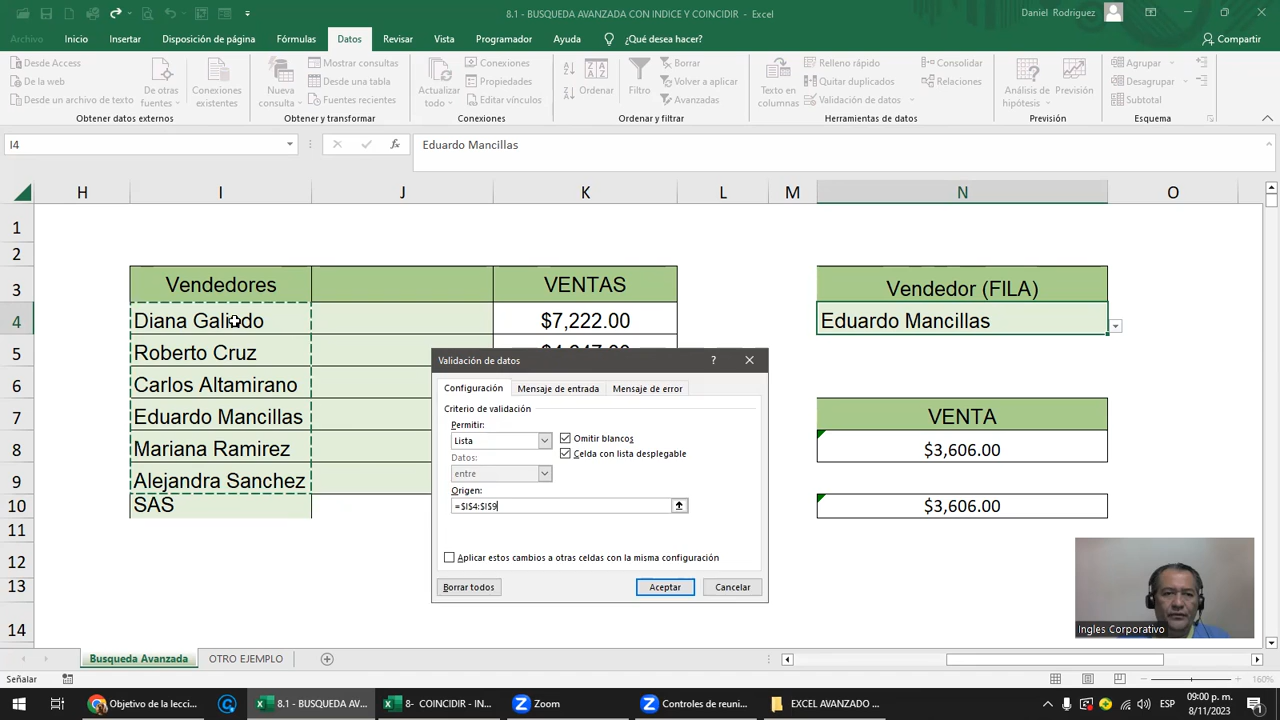 8.1 - BUSQUEDA AVANZADA CON INDICE Y COINCIDIR - Excel
Daniel Rodriguez
Archivo Inicio Insertar Disposición de página Fórmulas Datos Revisar Vista Programador Ayuda ¿Qué desea hacer? Compartir
Desde Access
De la web
Desde un archivo de texto
De otras fuentes
Conexiones existentes
Obtener datos externos
Nueva consulta
Mostrar consultas
Desde una tabla
Fuentes recientes
Obtener y transformar
Actualizar todo
Conexiones
Propiedades
Editar vínculos
Conexiones
Ordenar
Filtro
Borrar
Volver a aplicar
Avanzadas
Ordenar y filtrar
Texto en columnas
Relleno rápido
Quitar duplicados
Validación de datos
Consolidar
Relaciones
Herramientas de datos
Análisis de hipótesis
Previsión
Previsión
Agrupar
Desagrupar
Subtotal
Esquema
I4
fx
Eduardo Mancillas
H I J K L M N O
1
2
3 Vendedores VENTAS Vendedor (FILA)
4 Diana Galindo $7,222.00 Eduardo Mancillas
5 Roberto Cruz
6 Carlos Altamirano
7 Eduardo Mancillas VENTA
8 Mariana Ramirez $3,606.00
9 Alejandra Sanchez
10 SAS $3,606.00
11
12
13
14
Validación de datos
?
Configuración Mensaje de entrada Mensaje de error
Criterio de validación
Permitir:
Lista
Omitir blancos
Celda con lista desplegable
Datos:
entre
Origen:
=$I$4:$I$9
Aplicar estos cambios a otras celdas con la misma configuración
Borrar todos Aceptar Cancelar
Ingles Corporativo
Busqueda Avanzada OTRO EJEMPLO
Señalar
160%
Objetivo de la lecci...
8.1 - BUSQUEDA AV...
8- COINCIDIR - IN...
Zoom
Controles de reuni...
EXCEL AVANZADO ...
ESP
09:00 p. m.
8/11/2023